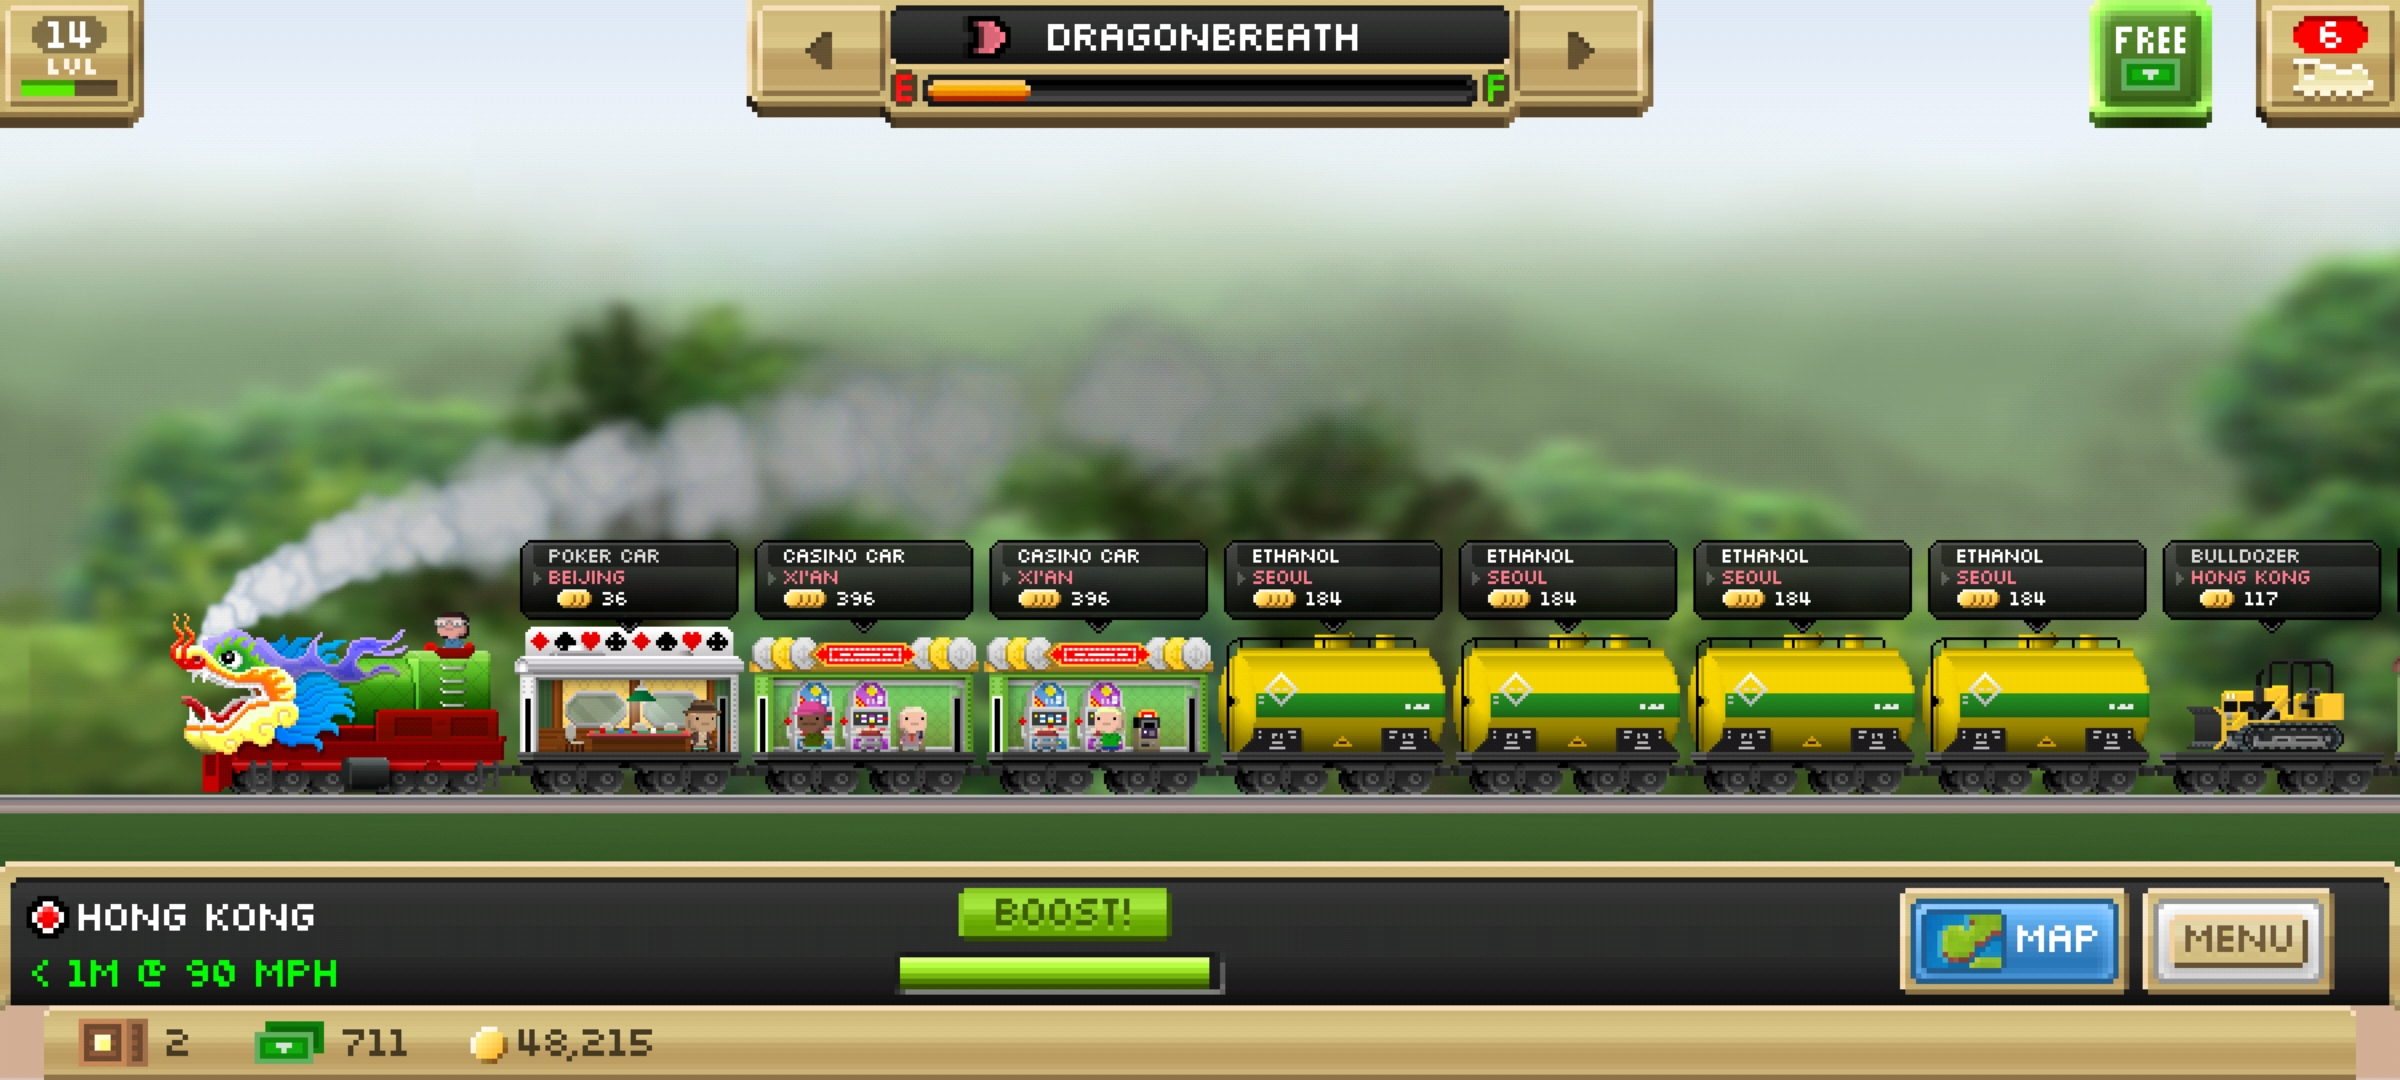 14
LVL
DRAGONBREATH
E F
FREE
6
POKER CAR
BEIJING
36
CASINO CAR
XI'AN
396
CASINO CAR
XI'AN
396
ETHANOL
SEOUL
184
ETHANOL
SEOUL
184
ETHANOL
SEOUL
184
ETHANOL
SEOUL
184
BULLDOZER
HONG KONG
117
HONG KONG
< 1M @ 90 MPH
BOOST!
MAP
MENU
2
711
48,215